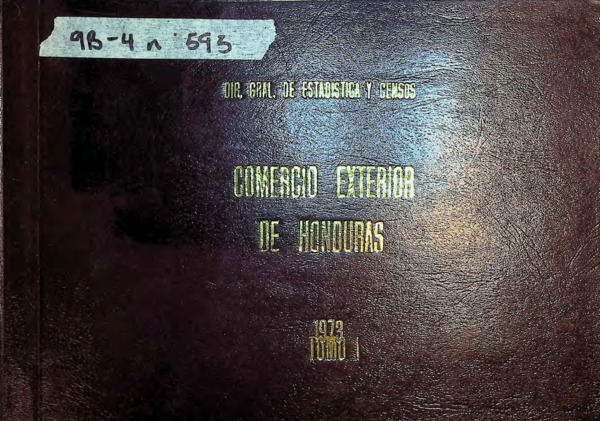 9B-4 n 593
DIR. GRAL. DE ESTADISTICA Y CENSOS
COMERCIO EXTERIOR
DE HONDURAS
1973
TOMO I